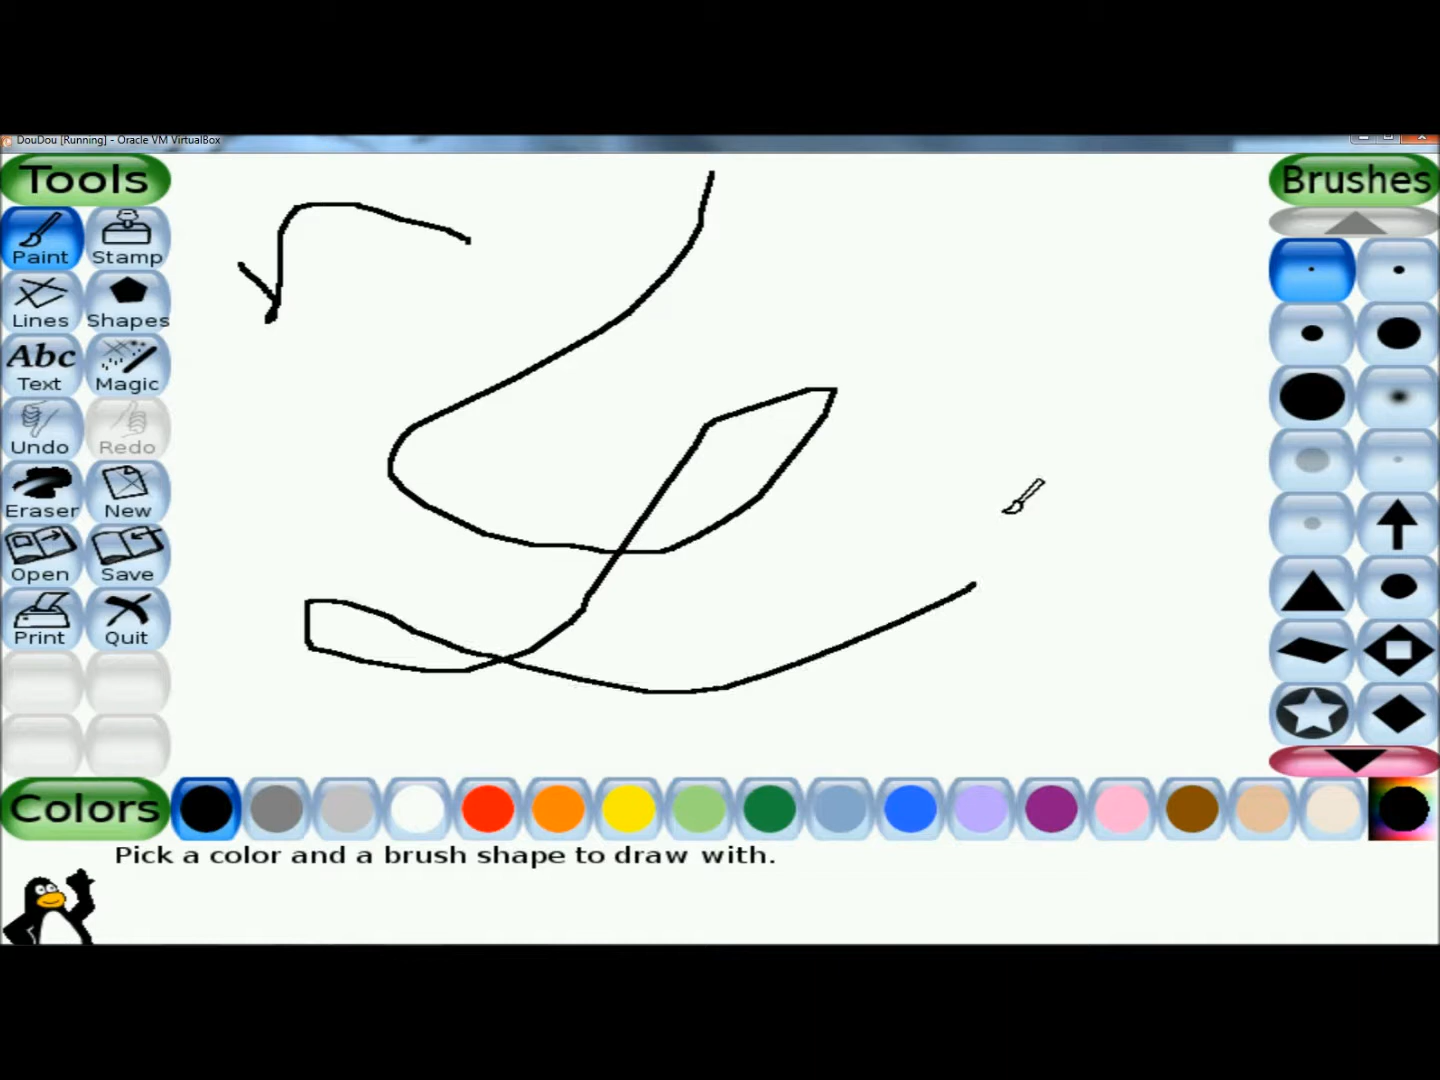 DouDou [Running] - Oracle VM VirtualBox
Tools
Brushes
Paint
Stamp
Lines
Shapes
Abc
Text
Magic
Undo
Redo
Eraser
New
Open
Save
Print
Quit
Colors
Pick a color and a brush shape to draw with.